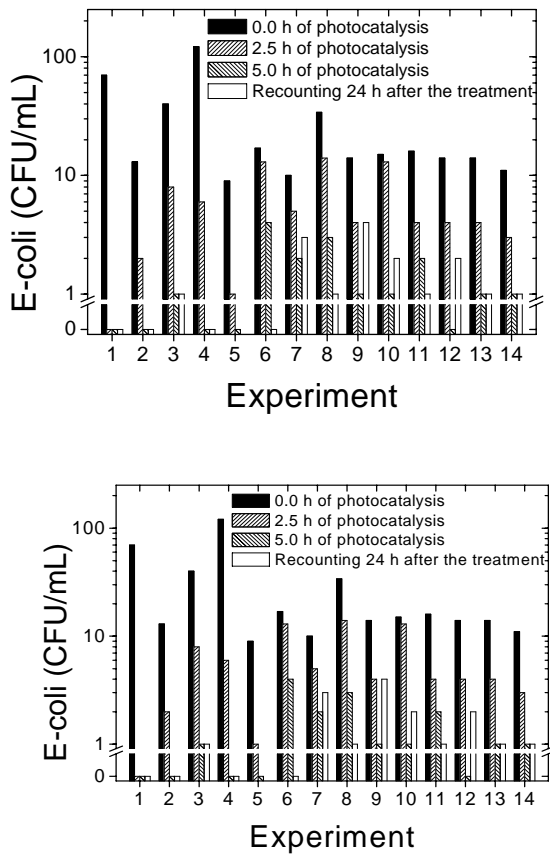 0.0 h of photocatalysis
2.5 h of photocatalysis
5.0 h of photocatalysis
Recounting 24 h after the treatment
100
10
1
0
E-coli (CFU/mL)
1 2 3 4 5 6 7 8 9 10 11 12 13 14
Experiment
0.0 h of photocatalysis
2.5 h of photocatalysis
5.0 h of photocatalysis
Recounting 24 h after the treatment
100
10
1
0
E-coli (CFU/mL)
1 2 3 4 5 6 7 8 9 10 11 12 13 14
Experiment